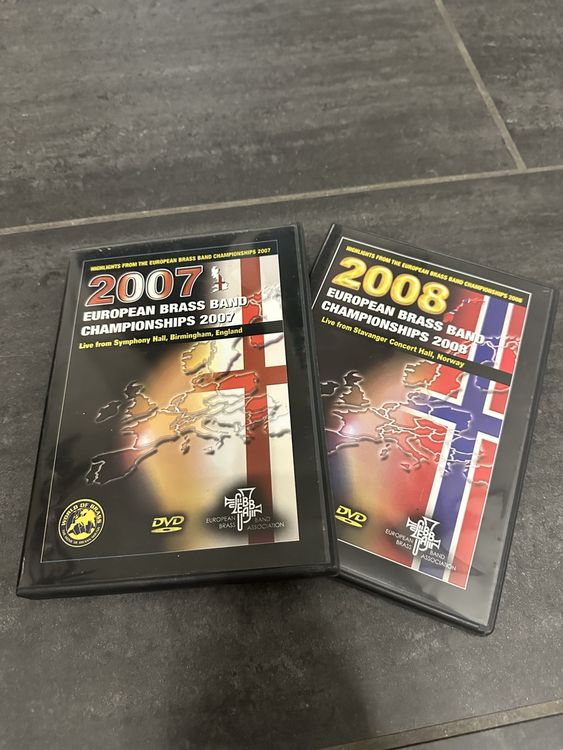 HIGHLIGHTS FROM THE EUROPEAN BRASS BAND CHAMPIONSHIPS 2007
2007
EUROPEAN BRASS BAND
CHAMPIONSHIPS 2007
Live from Symphony Hall, Birmingham, England
WORLD OF BRASS
DVD
EUROPEAN BAND
BRASS ASSOCIATION
HIGHLIGHTS FROM THE EUROPEAN BRASS BAND CHAMPIONSHIPS 2008
2008
EUROPEAN BRASS BAND
CHAMPIONSHIPS 2008
Live from Stavanger Concert Hall, Norway
DVD
EUROPEAN BAND
BRASS ASSOCIATION